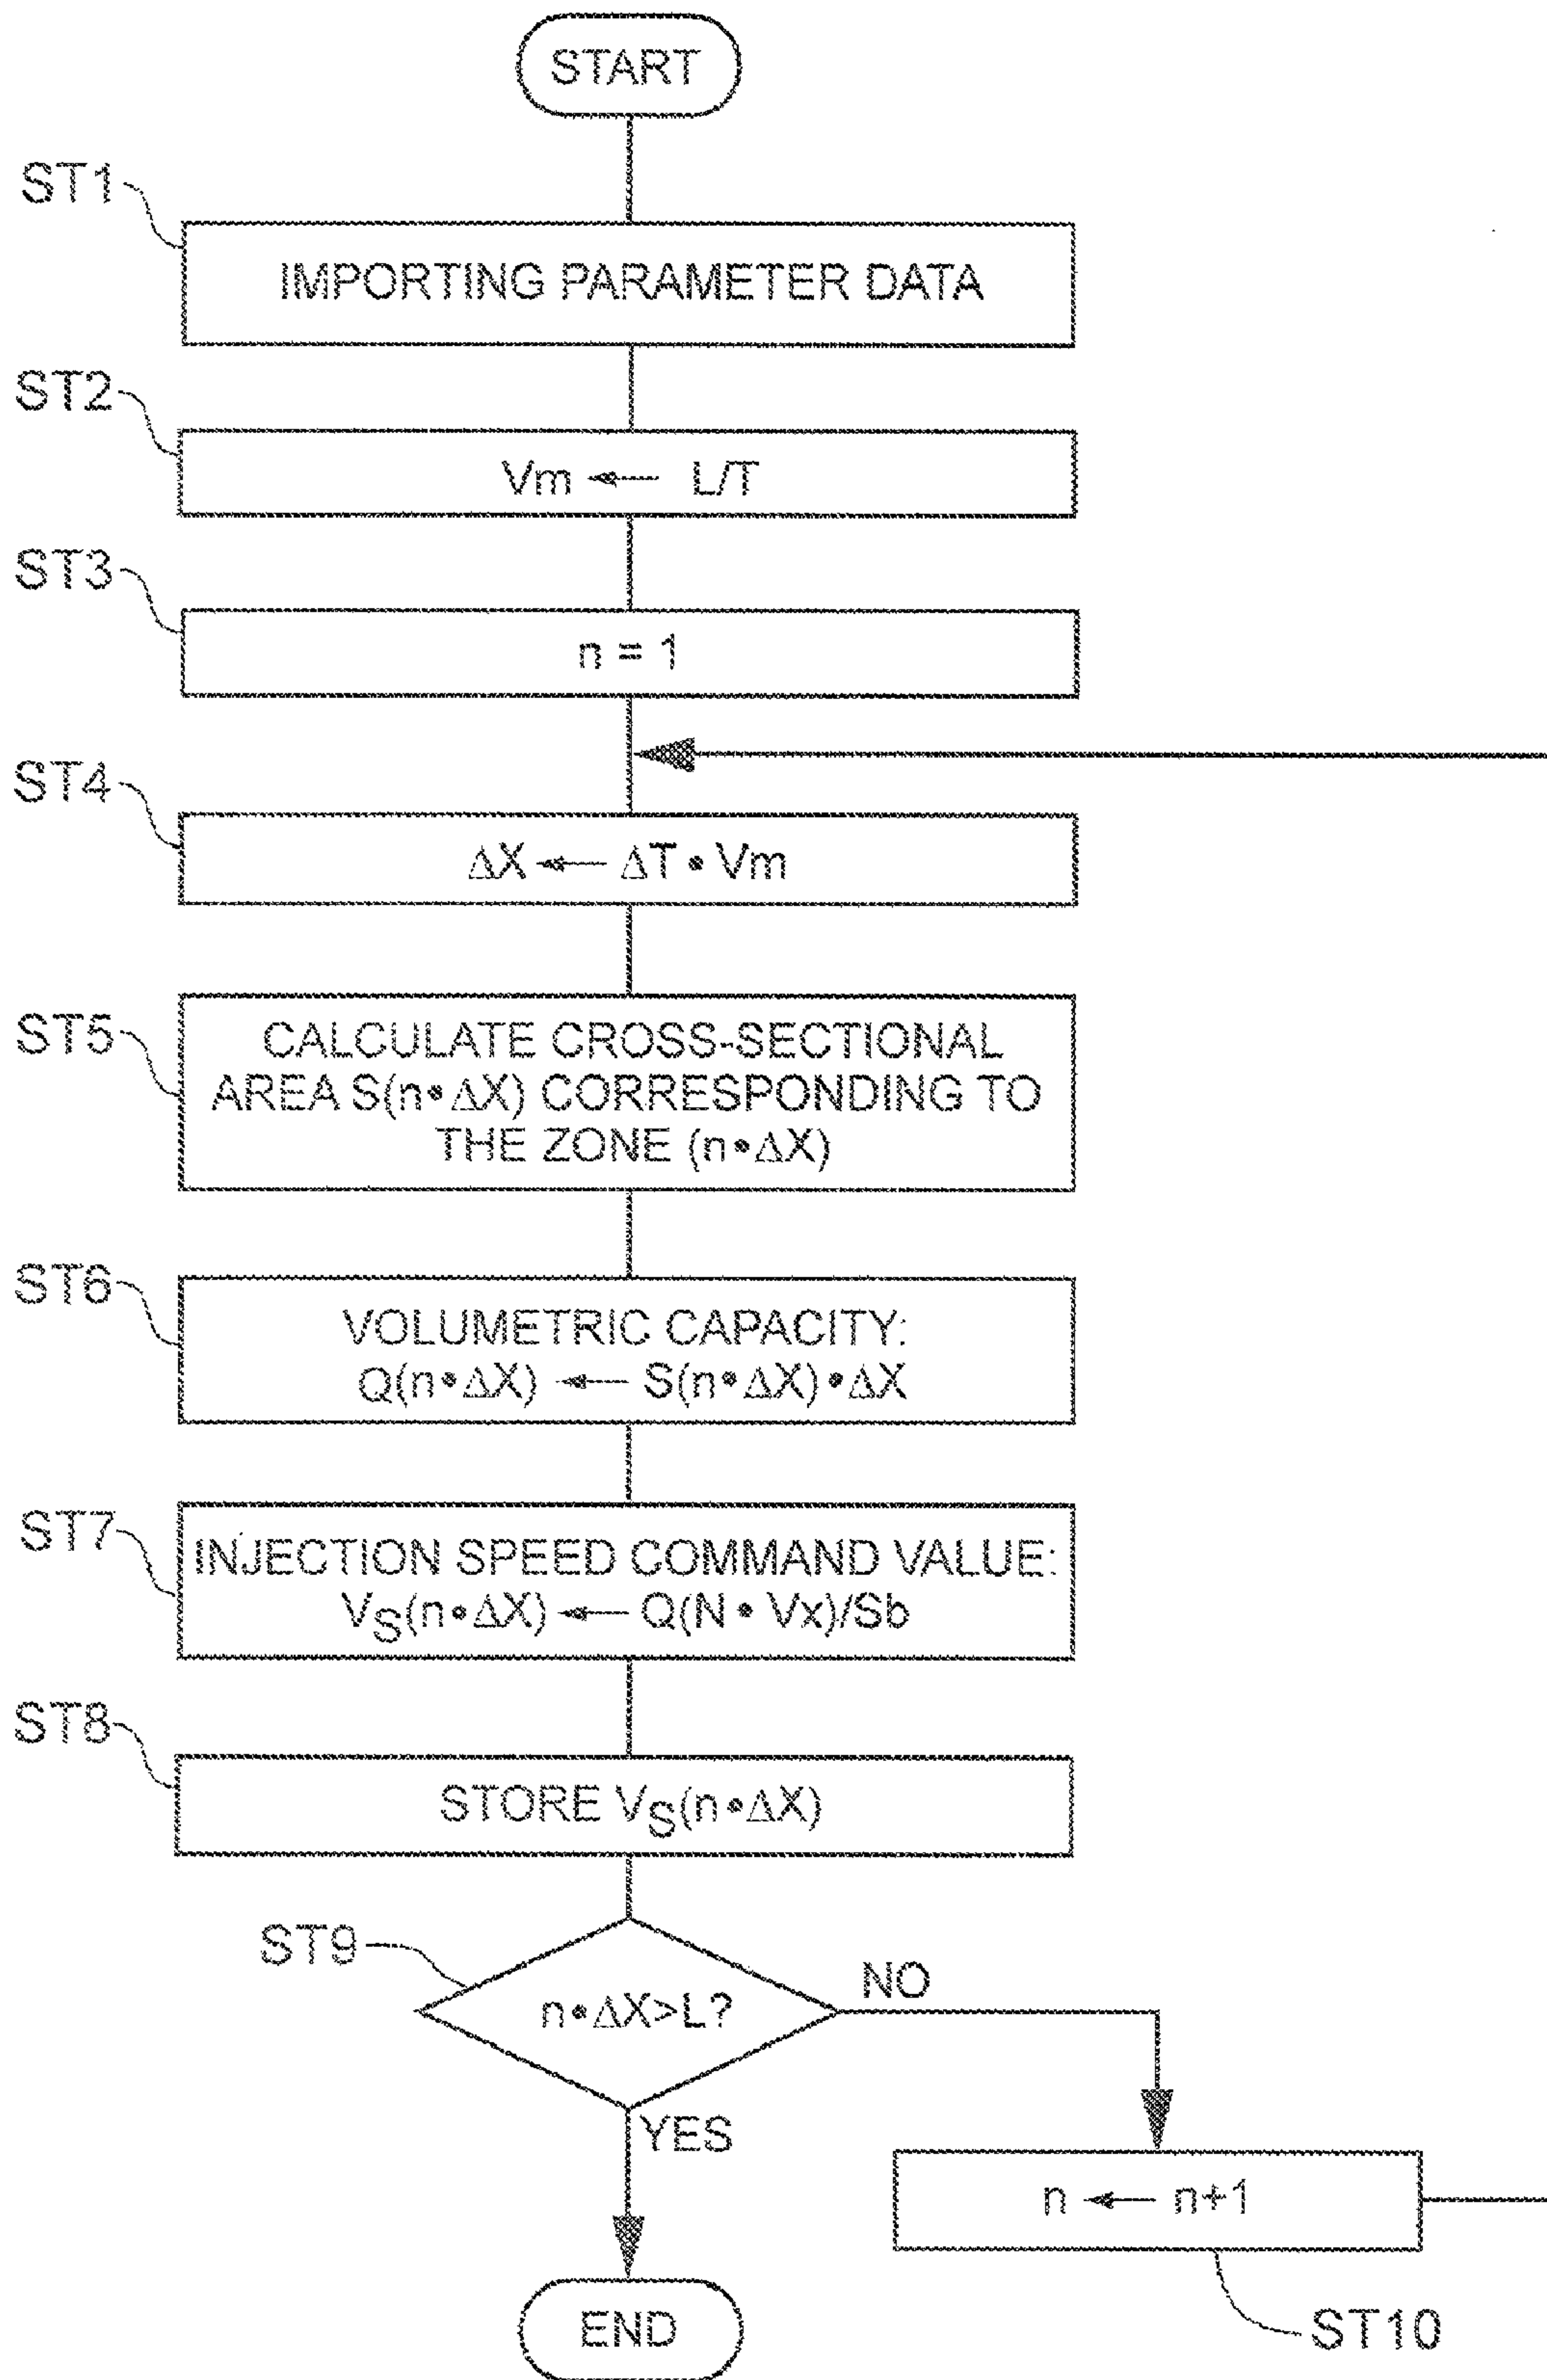 START
ST1
IMPORTING PARAMETER DATA
ST2
Vm ← L/T
ST3
n = 1
ST4
ΔX ← ΔT • Vm
ST5
CALCULATE CROSS-SECTIONAL
AREA S(n•ΔX) CORRESPONDING TO
THE ZONE (n•ΔX)
ST6
VOLUMETRIC CAPACITY:
Q(n•ΔX) ← S(n•ΔX)•ΔX
ST7
INJECTION SPEED COMMAND VALUE:
VS(n•ΔX) ← Q(N • Vx)/Sb
ST8
STORE VS(n•ΔX)
ST9
n•ΔX>L?
NO
YES
n ← n+1
ST10
END